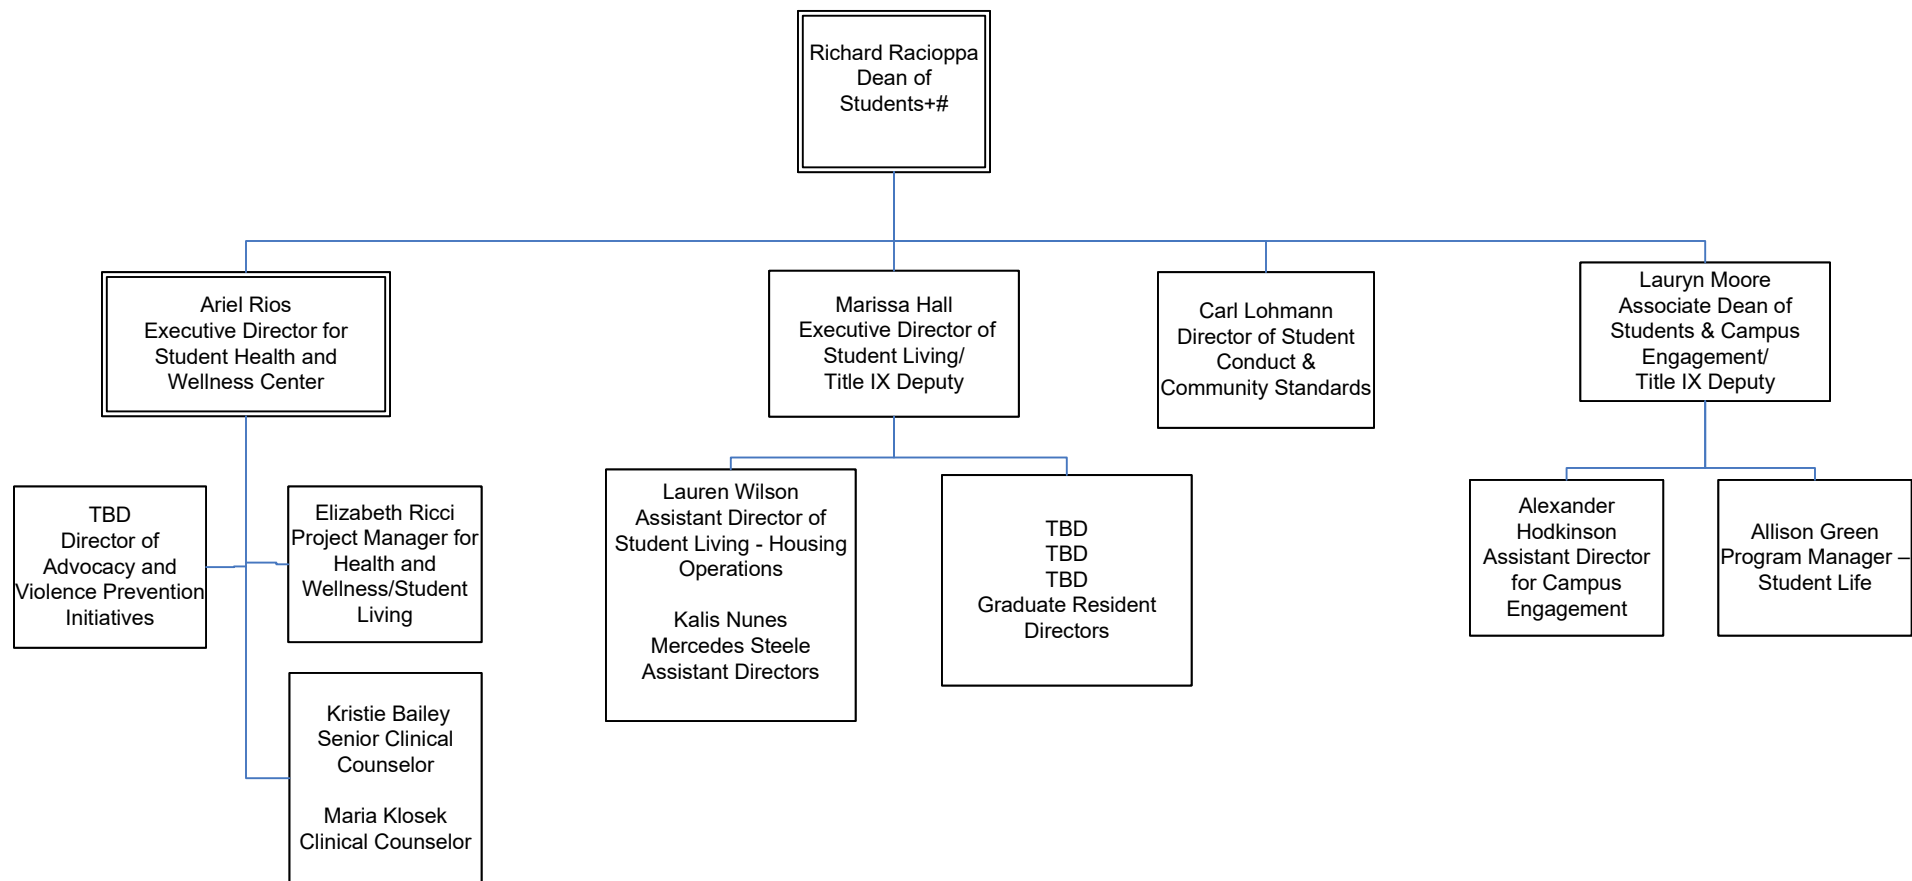 Richard Racioppa
Dean of
Students+#
Ariel Rios
Executive Director for
Student Health and
Wellness Center
Marissa Hall
Executive Director of
Student Living/
Title IX Deputy
Carl Lohmann
Director of Student
Conduct &
Community Standards
Lauryn Moore
Associate Dean of
Students & Campus
Engagement/
Title IX Deputy
TBD
Director of
Advocacy and
Violence Prevention
Initiatives
Elizabeth Ricci
Project Manager for
Health and
Wellness/Student
Living
Kristie Bailey
Senior Clinical
Counselor
Maria Klosek
Clinical Counselor
Lauren Wilson
Assistant Director of
Student Living - Housing
Operations
Kalis Nunes
Mercedes Steele
Assistant Directors
TBD
TBD
TBD
Graduate Resident
Directors
Alexander
Hodkinson
Assistant Director
for Campus
Engagement
Allison Green
Program Manager –
Student Life